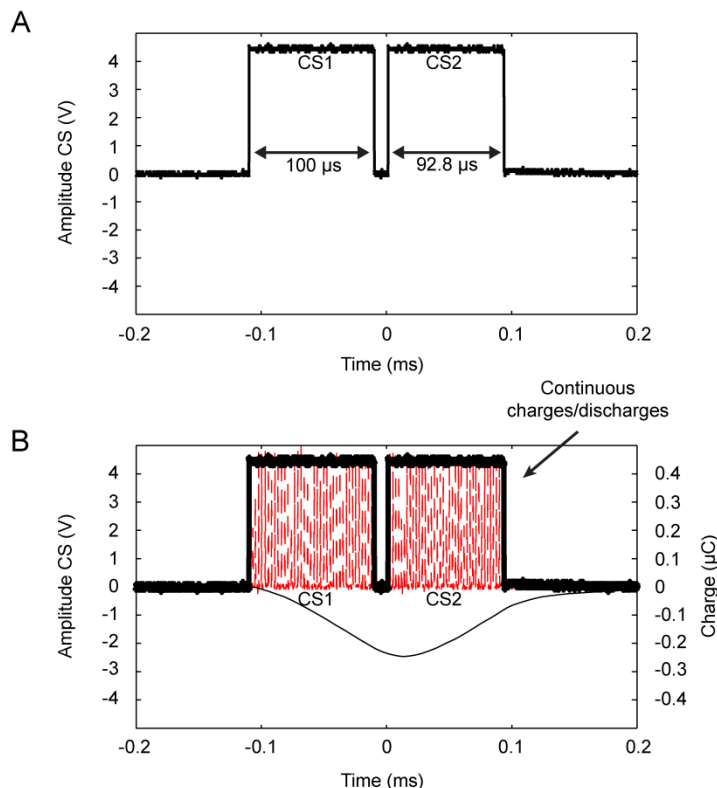 A
Amplitude CS (V)
4
3
2
1
0
-1
-2
-3
-4
CS1
CS2
100 µs
92.8 µs
-0.2
-0.1
0
0.1
0.2
Time (ms)
Continuous
charges/discharges
B
Amplitude CS (V)
4
3
2
1
0
-1
-2
-3
-4
CS1
CS2
0.4
0.3
0.2
0.1
0
-0.1
-0.2
-0.3
-0.4
Charge (µC)
-0.2
-0.1
0
0.1
0.2
Time (ms)